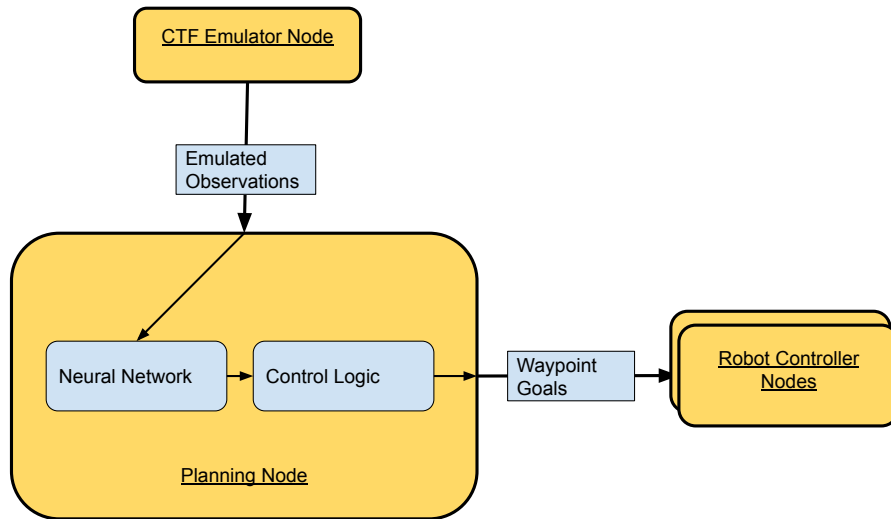 CTF Emulator Node
Emulated
Observations
Neural Network
Control Logic
Waypoint
Goals
Robot Controller
Nodes
Planning Node